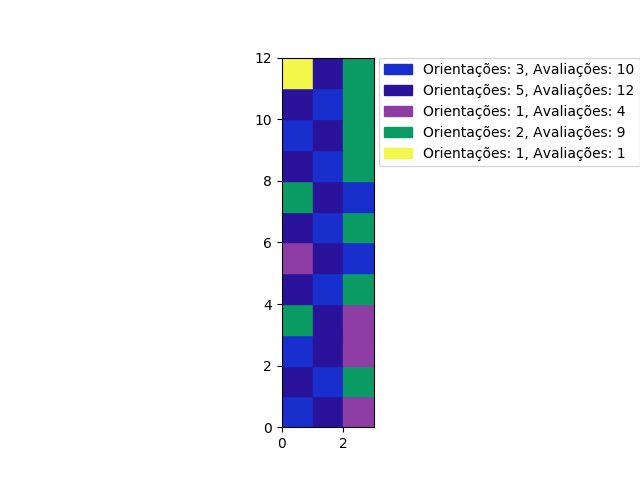 12
10
8
6
4
2
0
0
2
Orientações: 3, Avaliações: 10
Orientações: 5, Avaliações: 12
Orientações: 1, Avaliações: 4
Orientações: 2, Avaliações: 9
Orientações: 1, Avaliações: 1